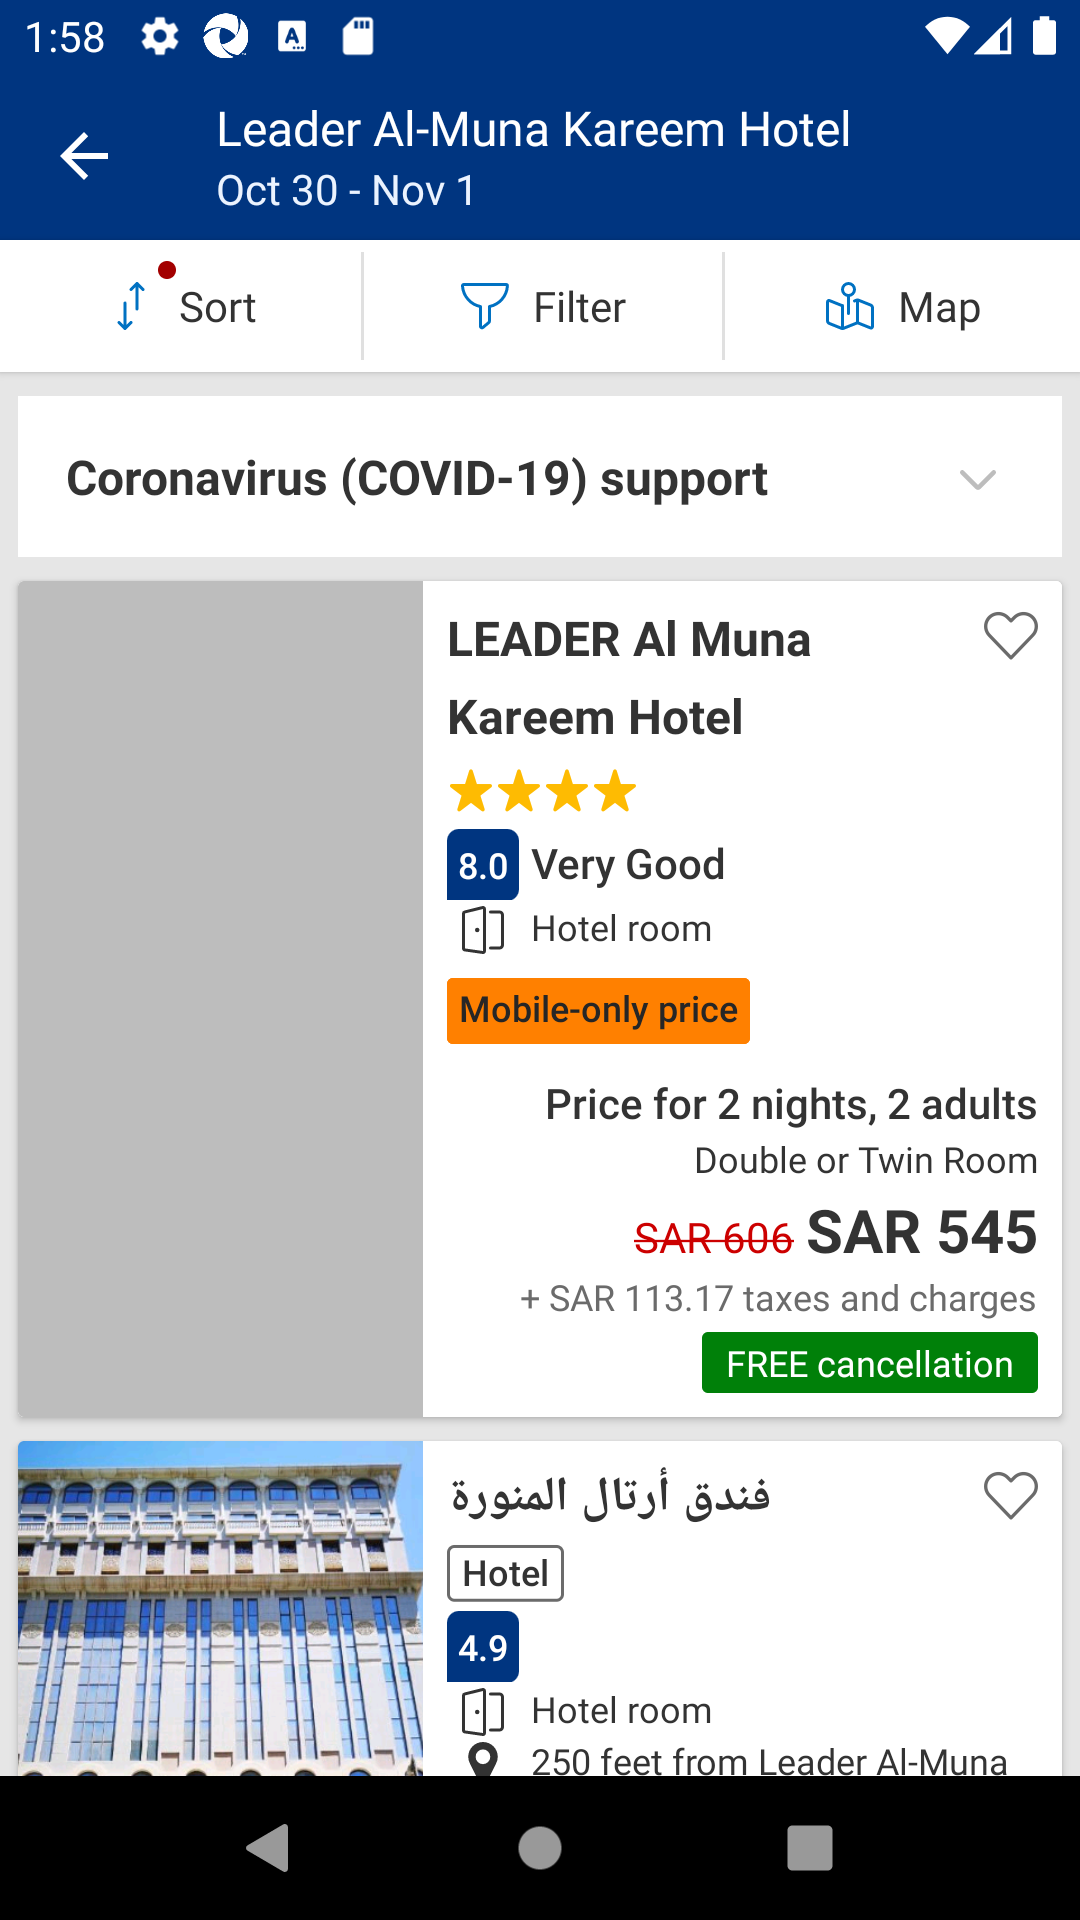 1:58
Leader Al-Muna Kareem Hotel
Oct 30 - Nov 1
Sort
Filter
Map
Coronavirus (COVID-19) support
LEADER Al Muna
Kareem Hotel
8.0 Very Good
Hotel room
Mobile-only price
Price for 2 nights, 2 adults
Double or Twin Room
SAR 606 SAR 545
+ SAR 113.17 taxes and charges
FREE cancellation
فندق أرتال المنورة
Hotel
4.9
Hotel room
250 feet from Leader Al-Muna